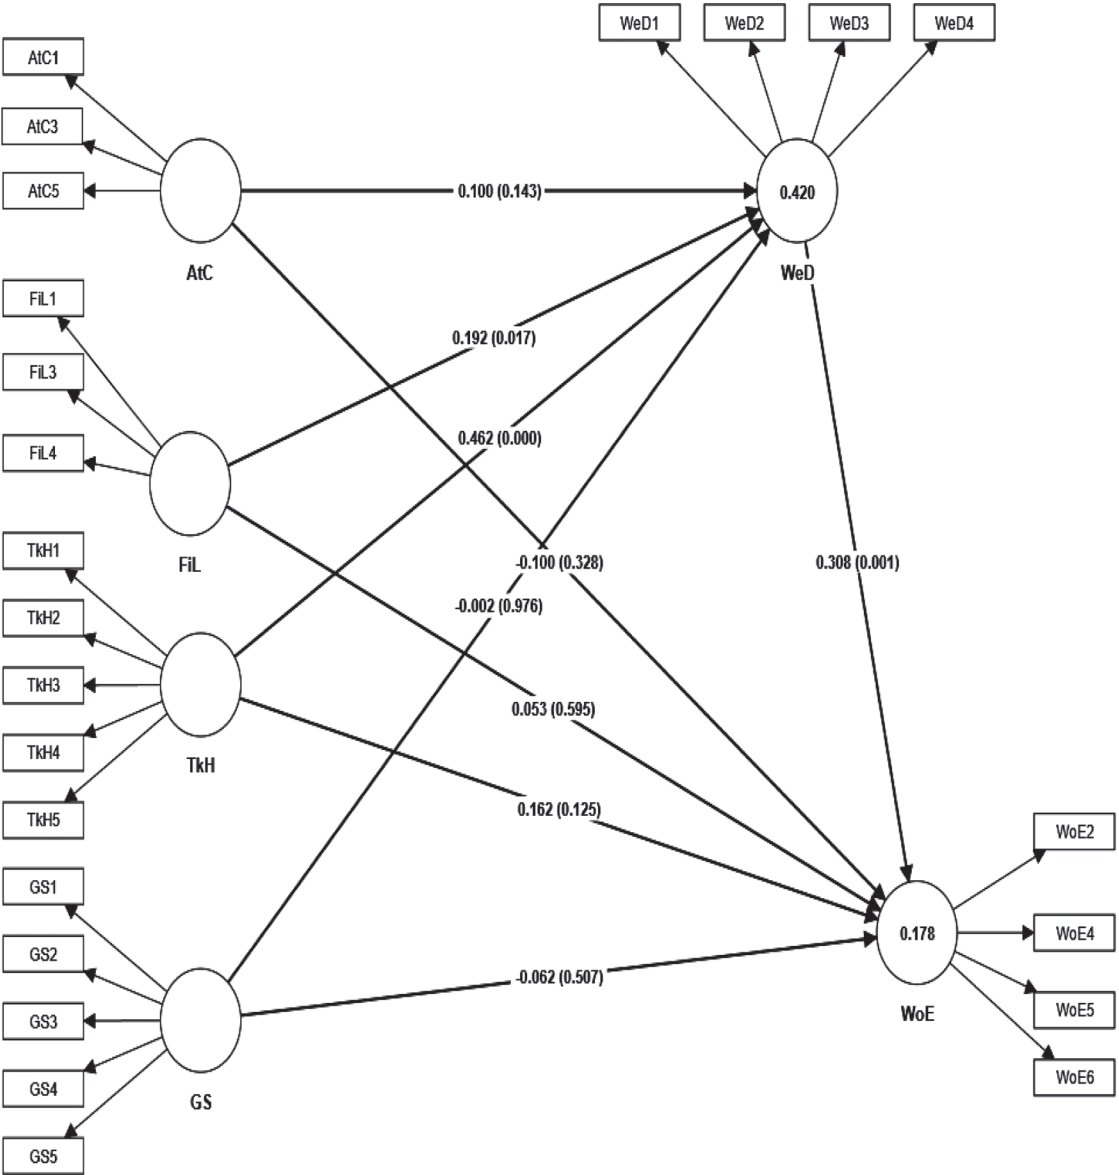 WeD1 WeD2 WeD3 WeD4
AtC1
AtC3
AtC5
AtC
0.100 (0.143)
0.420
WeD
FiL1
FiL3
FiL4
FiL
0.192 (0.017)
0.462 (0.000)
-0.100 (0.328)
0.308 (0.001)
-0.002 (0.976)
TkH1
TkH2
TkH3
TkH4
TkH5
TkH
0.053 (0.595)
0.162 (0.125)
GS1
GS2
GS3
GS4
GS5
GS
-0.062 (0.507)
0.178
WoE
WoE2
WoE4
WoE5
WoE6